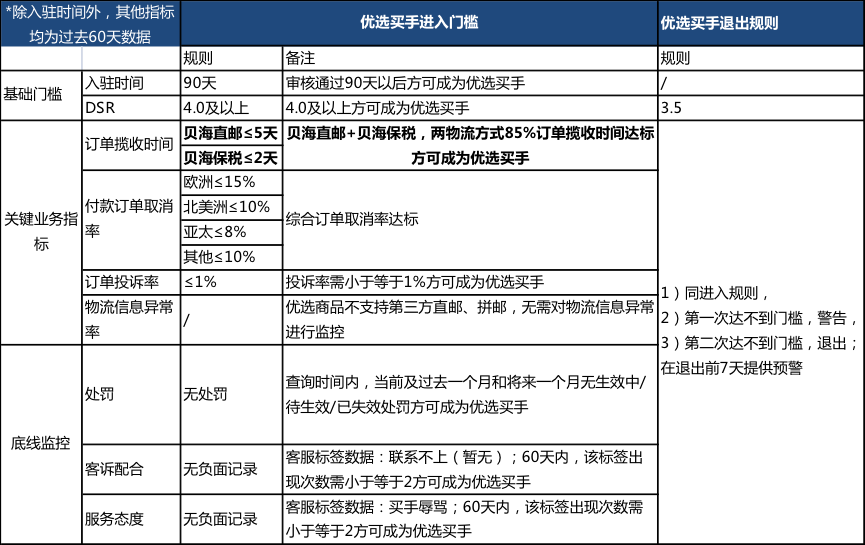 *除入驻时间外，其他指标
均为过去60天数据
优选买手进入门槛
优选买手退出规则
规则
备注
规则
基础门槛
入驻时间
90天
审核通过90天以后方可成为优选买手
/
DSR
4.0及以上
4.0及以上方可成为优选买手
3.5
关键业务指
标
订单揽收时间
贝海直邮≤5天
贝海保税≤2天
贝海直邮+贝海保税，两物流方式85%订单揽收时间达标
方可成为优选买手
付款订单取消
率
欧洲≤15%
北美洲≤10%
亚太≤8%
其他≤10%
综合订单取消率达标
订单投诉率
≤1%
投诉率需小于等于1%方可成为优选买手
物流信息异常
率
/
优选商品不支持第三方直邮、拼邮，无需对物流信息异常
进行监控
1）同进入规则，
2）第一次达不到门槛，警告，
3）第二次达不到门槛，退出；
在退出前7天提供预警
底线监控
处罚
无处罚
查询时间内，当前及过去一个月和将来一个月无生效中/
待生效/已失效处罚方可成为优选买手
客诉配合
无负面记录
客服标签数据：联系不上（暂无）；60天内，该标签出
现次数需小于等于2方可成为优选买手
服务态度
无负面记录
客服标签数据：买手辱骂；60天内，该标签出现次数需
小于等于2方可成为优选买手